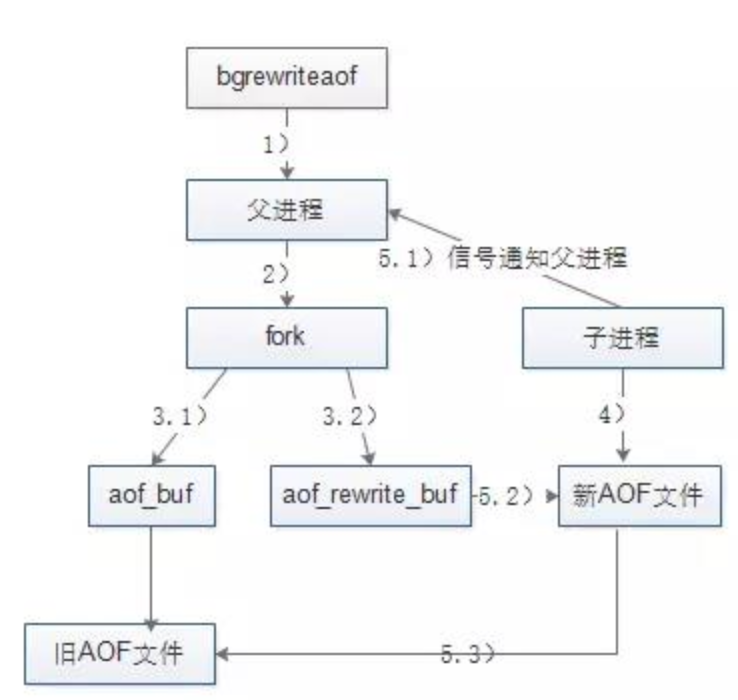 bgrewriteaof
1）
父进程
5.1）信号通知父进程
2）
fork
子进程
3.1）
3.2）
4）
aof_buf
aof_rewrite_buf
5.2）
新AOF文件
旧AOF文件
5.3）